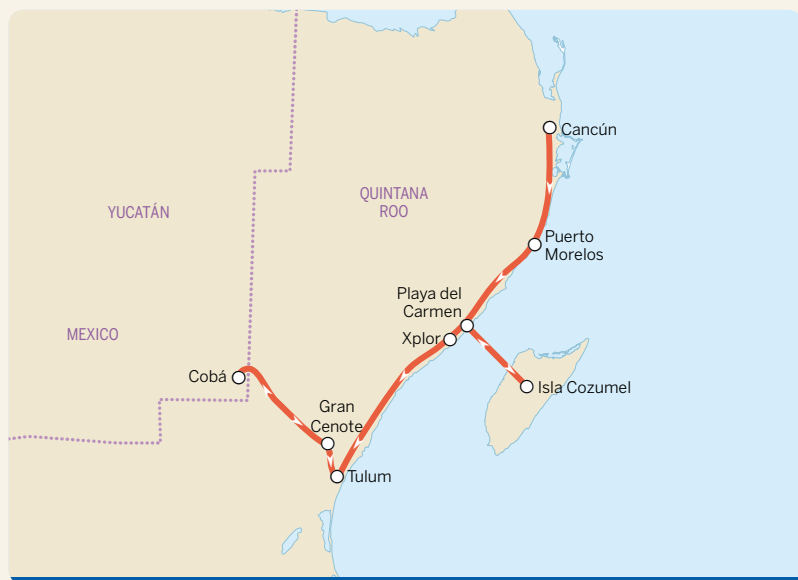 Cancún
QUINTANA
ROO
YUCATÁN
Puerto
Morelos
Playa del
Carmen
MEXICO
Xplor
Cobá
Isla Cozumel
Gran
Cenote
Tulum